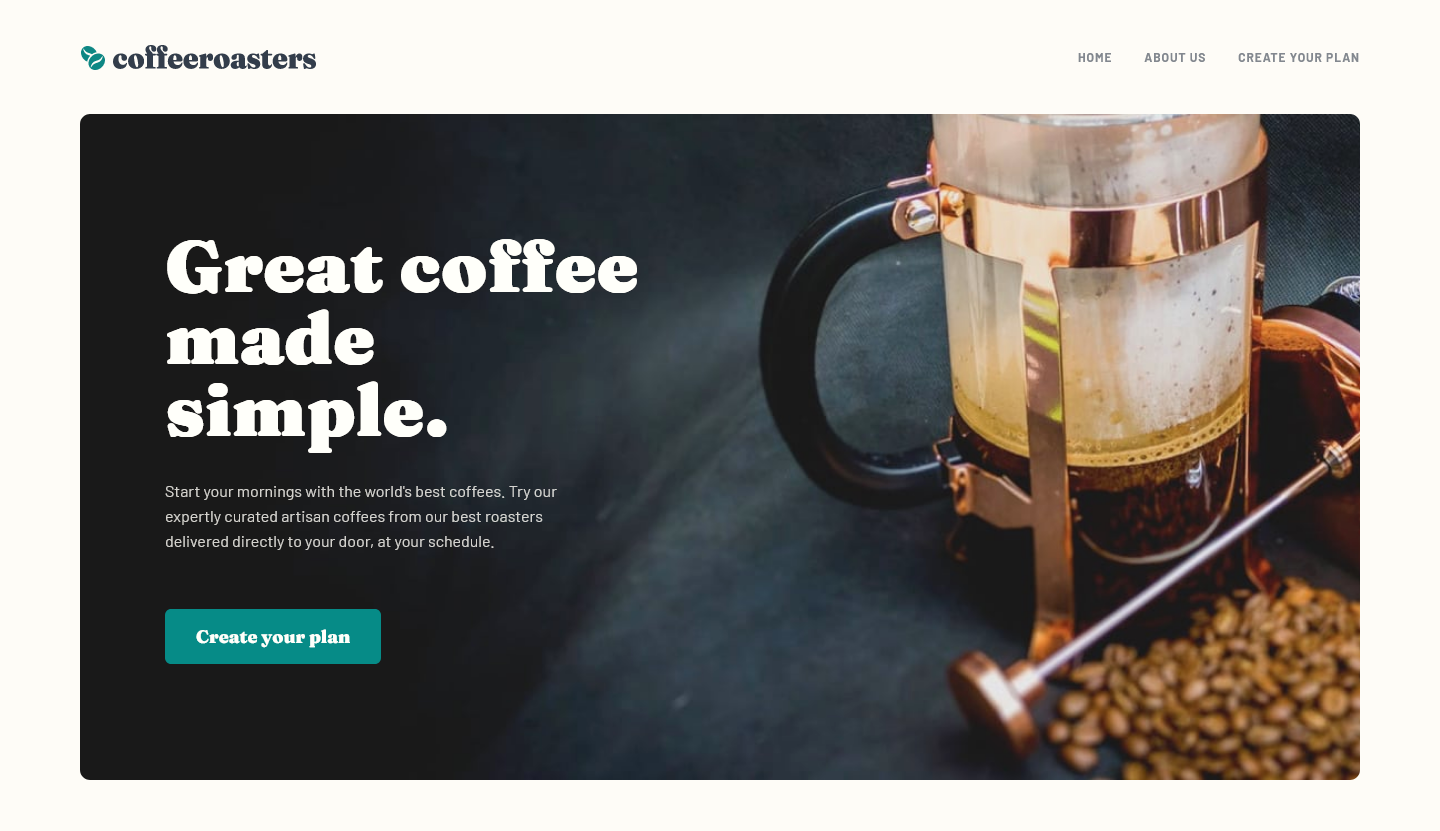 coffeeroasters
HOME ABOUT US CREATE YOUR PLAN
Great coffee
made
simple.
Start your mornings with the world's best coffees. Try our
expertly curated artisan coffees from our best roasters
delivered directly to your door, at your schedule.
Create your plan